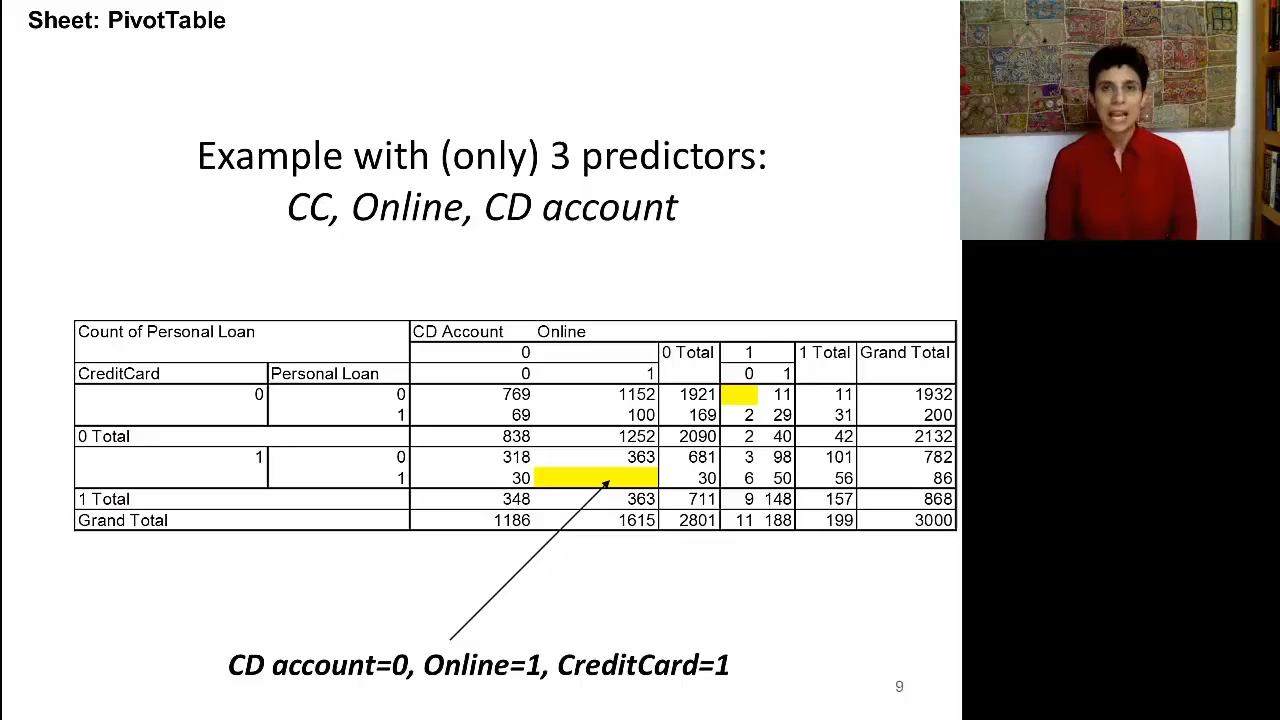 Sheet: PivotTable
Example with (only) 3 predictors:
CC, Online, CD account
Count of Personal Loan CD Account Online
0 0 Total 1 1 Total Grand Total
CreditCard Personal Loan 0 1 0 1
0 0 769 1152 1921 11 11 1932
1 69 100 169 2 29 31 200
0 Total 838 1252 2090 2 40 42 2132
1 0 318 363 681 3 98 101 782
1 30 30 6 50 56 86
1 Total 348 363 711 9 148 157 868
Grand Total 1186 1615 2801 11 188 199 3000
CD account=0, Online=1, CreditCard=1
9